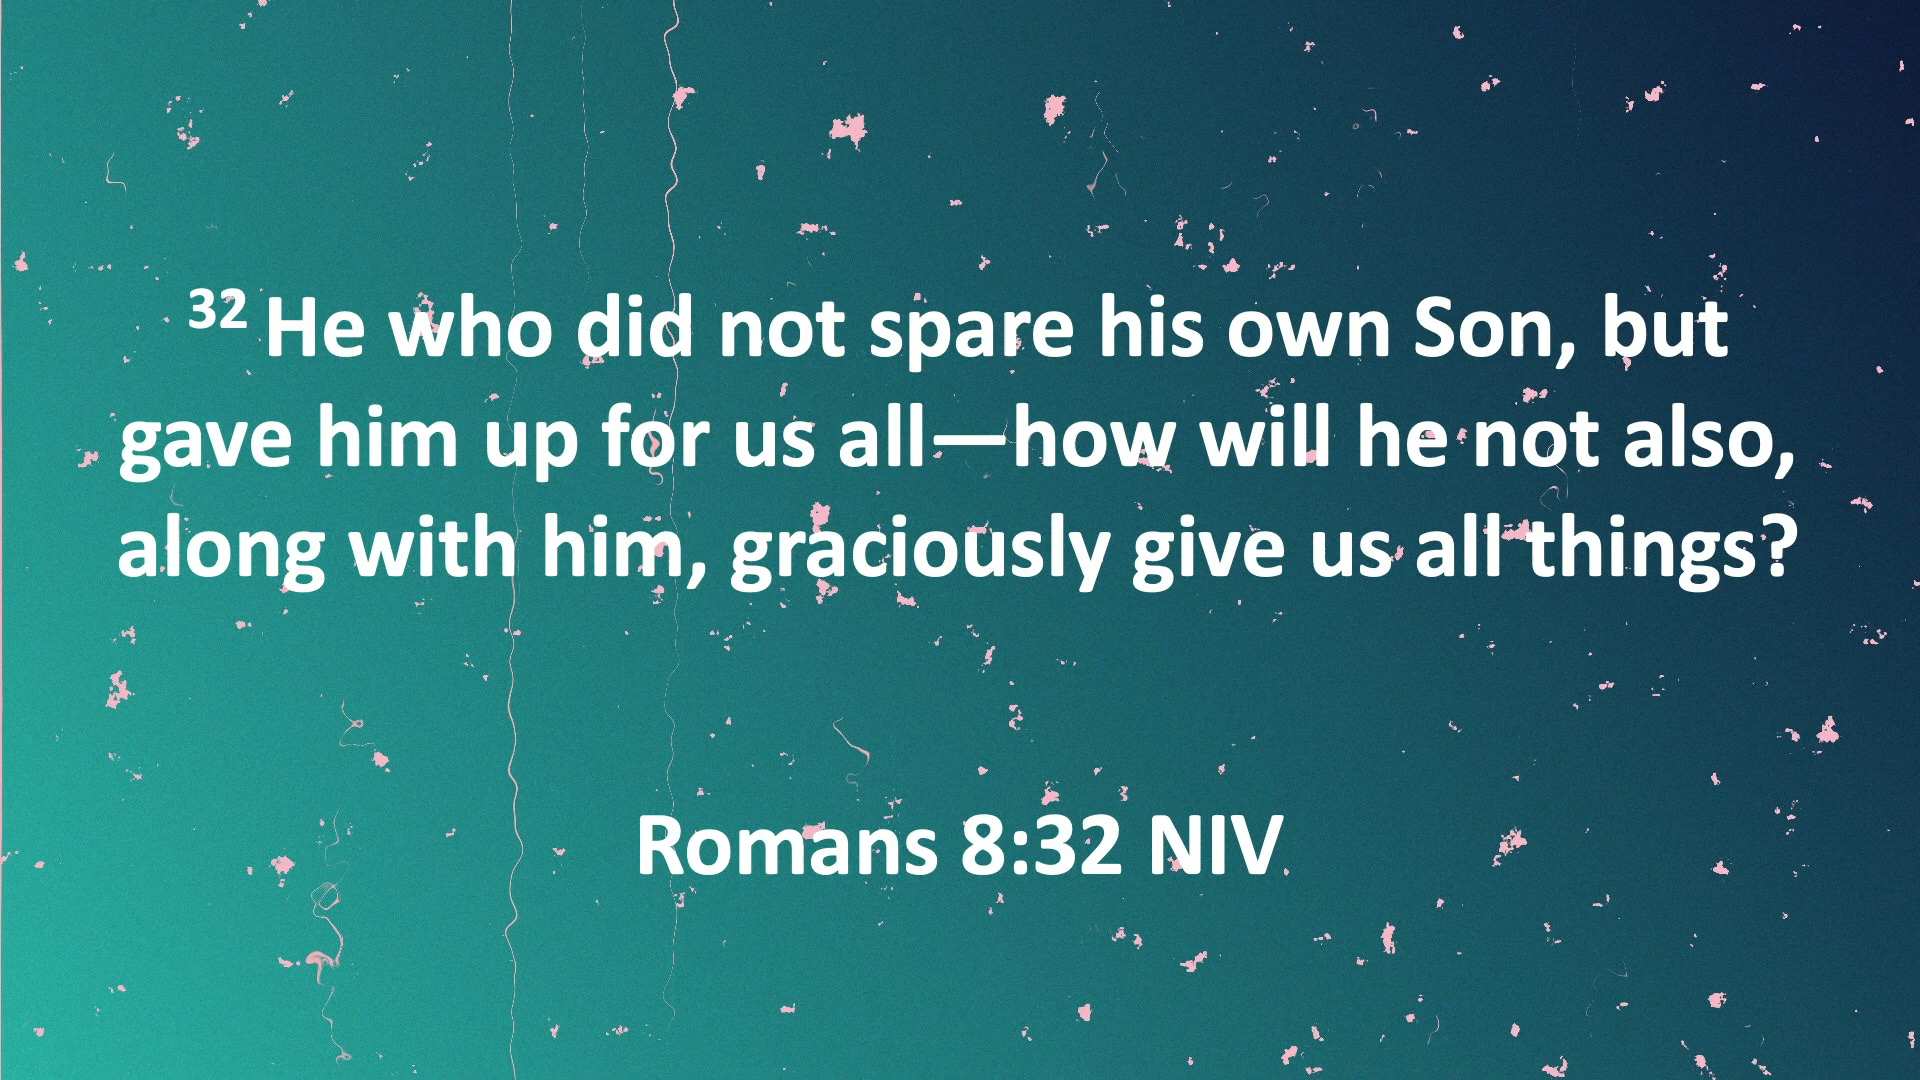 32 He who did not spare his own Son, but
gave him up for us all—how will he not also,
along with him, graciously give us all things?
Romans 8:32 NIV